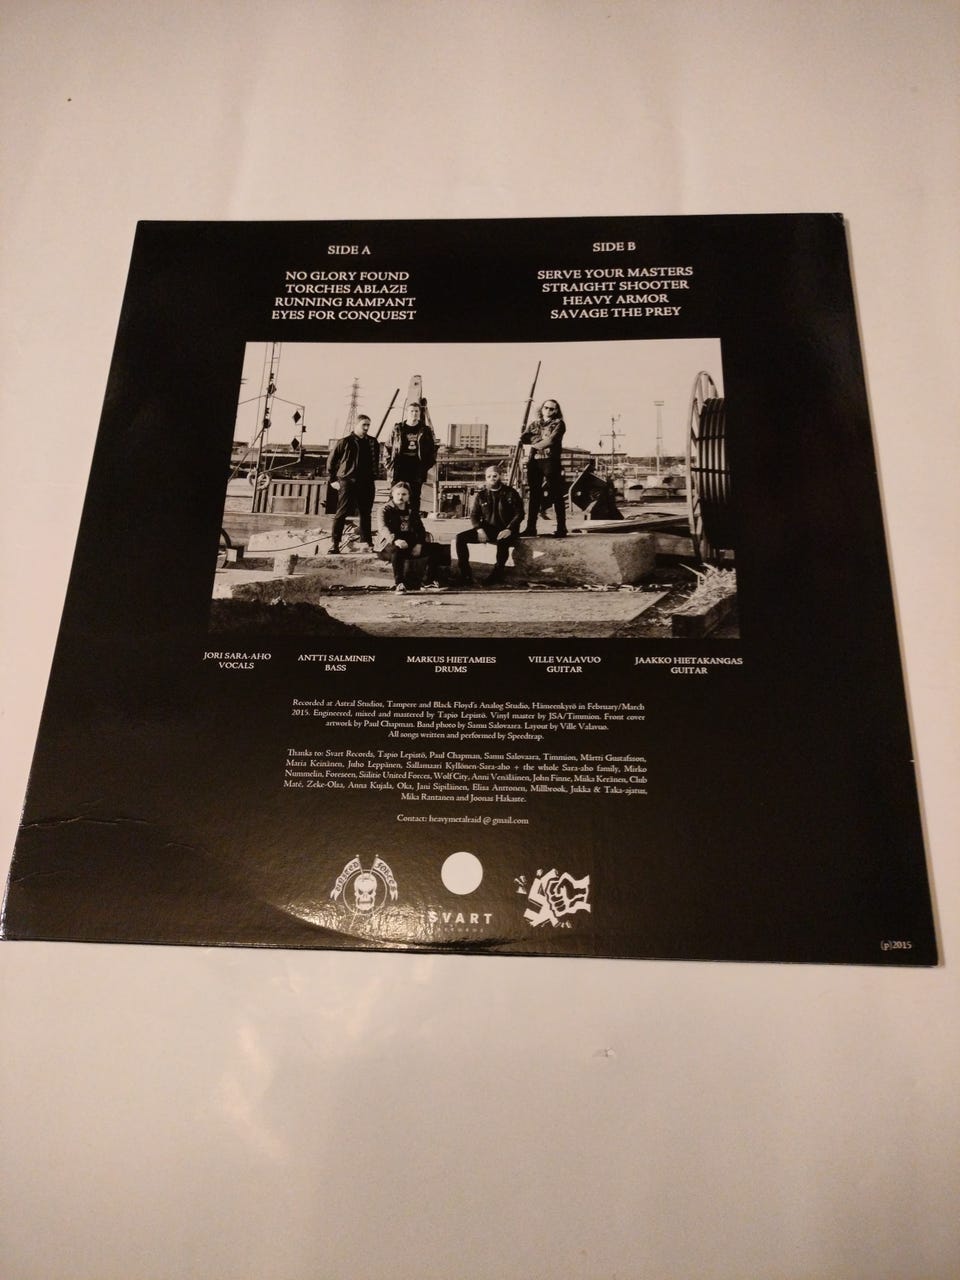 SIDE A
NO GLORY FOUND
TORCHES ABLAZE
RUNNING RAMPANT
EYES FOR CONQUEST
SIDE B
SERVE YOUR MASTERS
STRAIGHT SHOOTER
HEAVY ARMOR
SAVAGE THE PREY
JORI SARA-AHO
VOCALS
ANTTI SALMINEN
BASS
MARKUS HIETAMIES
DRUMS
VILLE VALAVUO
GUITAR
JAAKKO HIETAKANGAS
GUITAR
Recorded at Astral Studios, Tampere and Black Floyd's Analog Studio, Hämeenkyrö in February/March
2015. Engineered, mixed and mastered by Tapio Lepistö. Vinyl master by JSA/Timmion. Front cover
artwork by Paul Chapman. Band photo by Samu Salovaara. Layout by Ville Valavuo.
All songs written and performed by Speedtrap.
Thanks to: Svart Records, Tapio Lepistö, Paul Chapman, Samu Salovaara, Timmion, Märtti Gustafsson,
Maria Keinänen, Juho Leppänen, Sallamaari Kyllönen-Sara-aho + the whole Sara-aho family, Mirko
Nummelin, Foreseen, Siilitie United Forces, Wolf City, Anni Venäläinen, John Finne, Miika Ketänen, Club
Maté, Zeke-Olsa, Anna Kujala, Oka, Jani Sipiläinen, Elisa Anttonen, Millbrook, Jukka & Taka-ajatus,
Mika Rantanen and Joonas Hakaste.
Contact: heavymetalraid @ gmail.com
SVART
RECORDS
(p)2015